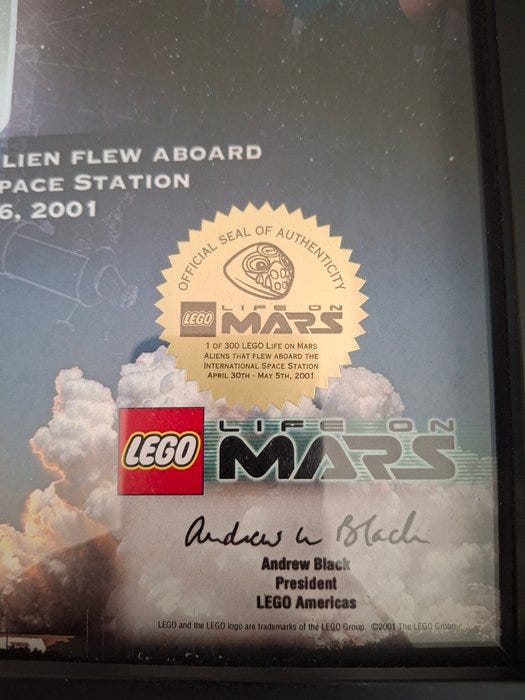 LIEN FLEW ABOARD
PACE STATION
6, 2001
OFFICIAL SEAL OF AUTHENTICITY
LEGO LIFE ON MARS
1 OF 300 LEGO LIFE ON MARS
ALIENS THAT FLEW ABOARD THE
INTERNATIONAL SPACE STATION
APRIL 30TH - MAY 5TH, 2001
LEGO LIFE ON MARS
Andrew W Black
Andrew Black
President
LEGO Americas
LEGO and the LEGO logo are trademarks of the LEGO Group. ©2001 The LEGO Group.